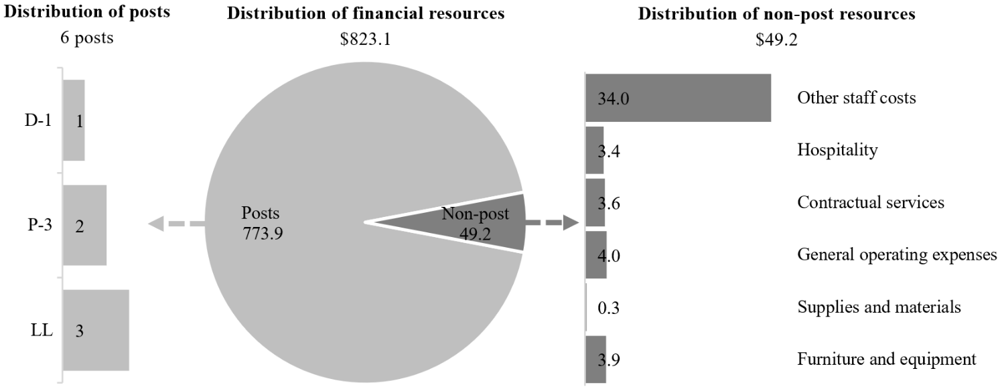 Distribution of posts
6 posts
D-1
1
P-3
2
LL
3
Distribution of financial resources
$823.1
Posts
773.9
Non-post
49.2
Distribution of non-post resources
$49.2
34.0
Other staff costs
3.4
Hospitality
3.6
Contractual services
4.0
General operating expenses
0.3
Supplies and materials
3.9
Furniture and equipment